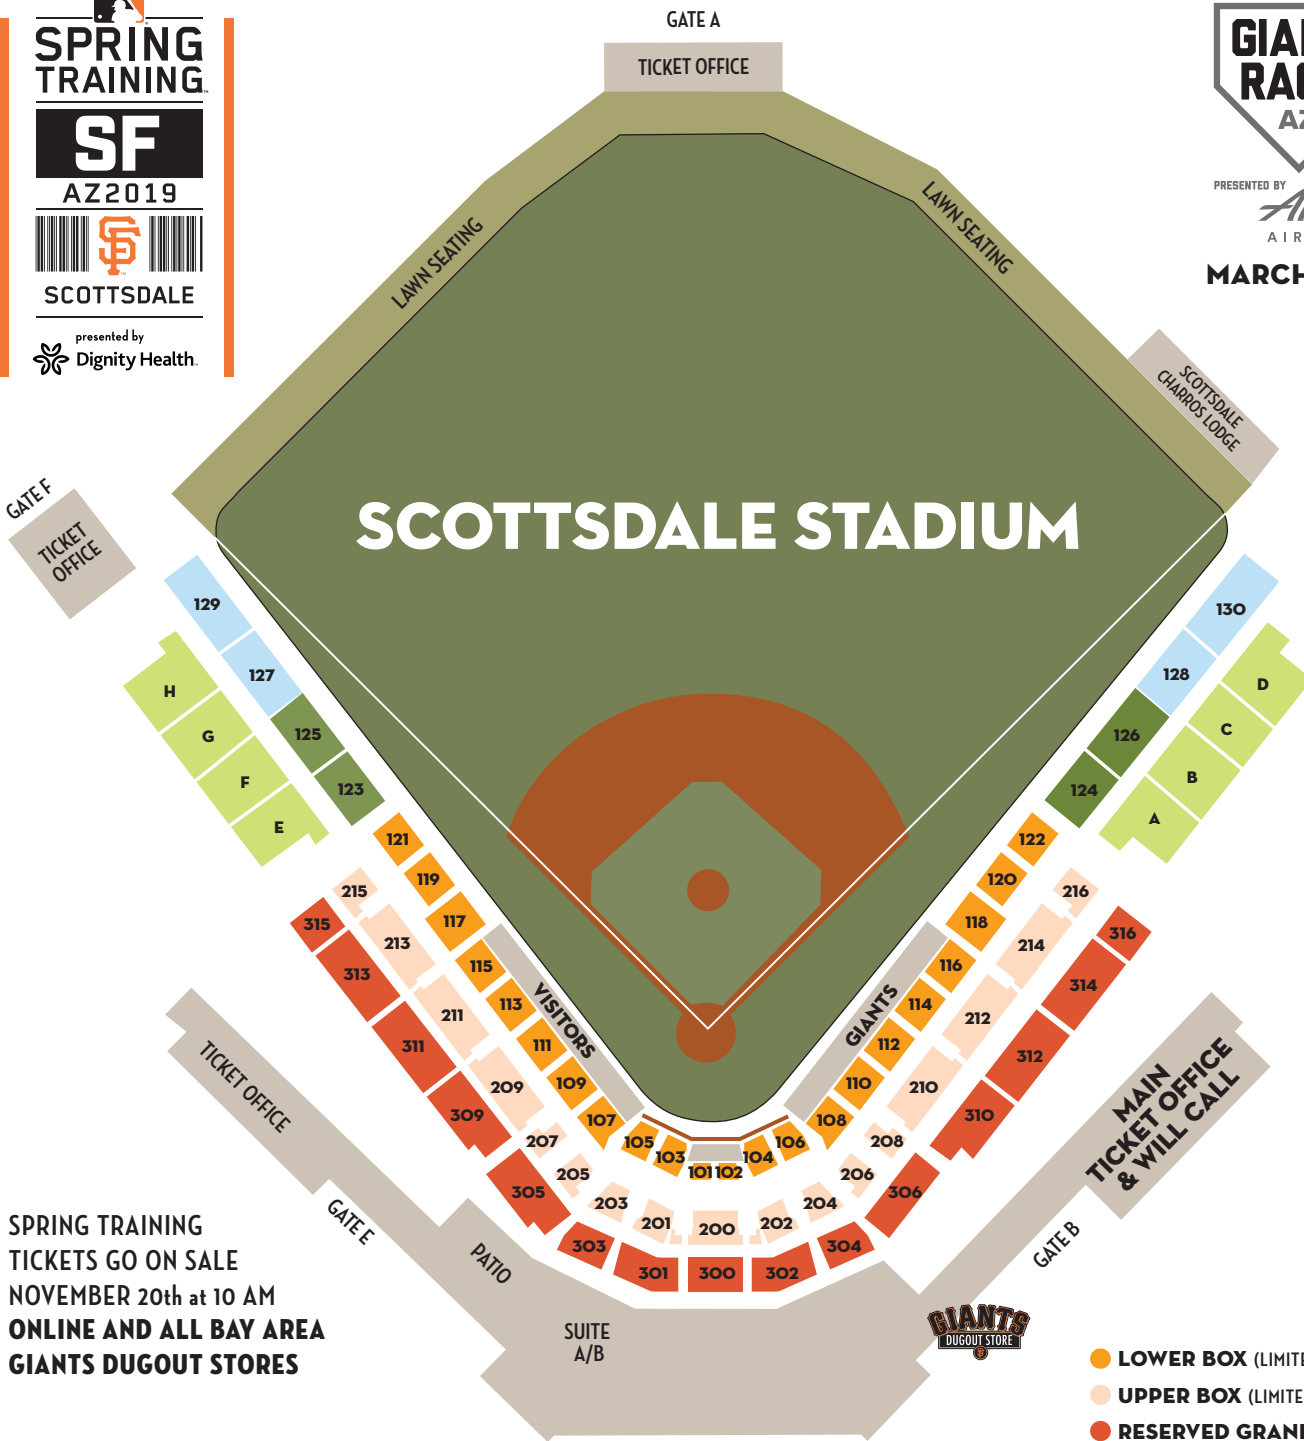 SPRING
TRAINING
SF
AZ2019
SF
SCOTTSDALE
presented by
Dignity Health
GATE A
TICKET OFFICE
PRESENTED BY
MARCH
LAWN SEATING
LAWN SEATING
SCOTTSDALE
CHARROS LODGE
GATE F
TICKET
OFFICE
SCOTTSDALE STADIUM
129
127
125
123
H
G
F
E
130
128
126
124
D
C
B
A
121
119
117
115
113
111
109
107
105
103
101
102
104
106
108
110
112
114
116
118
120
122
VISITORS
GIANTS
215
213
211
209
207
205
203
201
200
202
204
206
208
210
212
214
216
315
313
311
309
305
303
301
300
302
304
306
310
312
314
316
TICKET OFFICE
GATE E
PATIO
SUITE
A/B
MAIN
TICKET OFFICE
& WILL CALL
GATE B
GIANTS
DUGOUT STORE
SPRING TRAINING
TICKETS GO ON SALE
NOVEMBER 20th at 10 AM
ONLINE AND ALL BAY AREA
GIANTS DUGOUT STORES
LOWER BOX
UPPER BOX
RESERVED